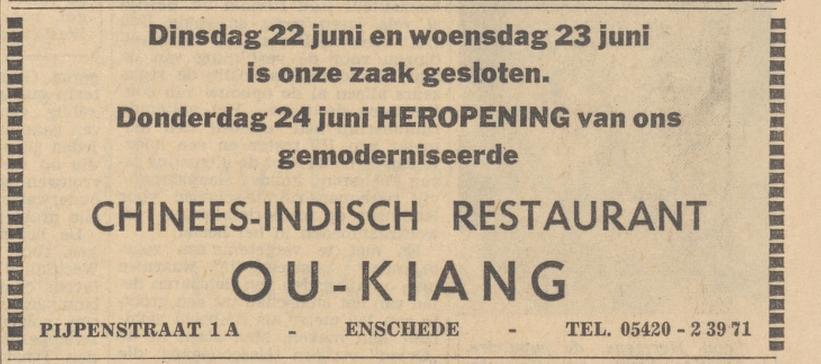 Dinsdag 22 juni en woensdag 23 juni
is onze zaak gesloten.
Donderdag 24 juni HEROPENING van ons
gemoderniseerde
CHINEES-INDISCH RESTAURANT
OU-KIANG
PIJPENSTRAAT 1 A - ENSCHEDE - TEL. 05420 - 2 39 71